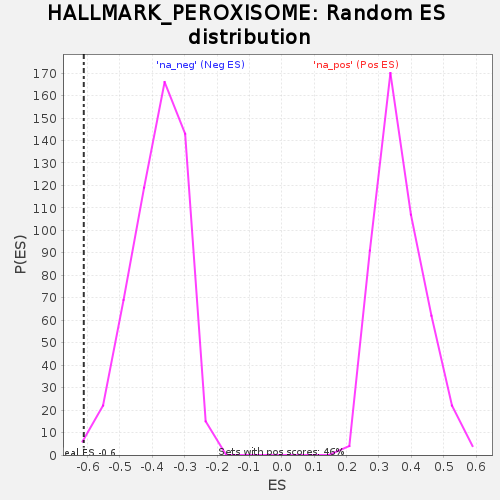 HALLMARK_PEROXISOME: Random ES
distribution
'na_neg' (Neg ES)
'na_pos' (Pos ES)
P(ES)
170
160
150
140
130
120
110
100
90
80
70
60
50
40
30
20
10
0
eal ES -0.6
Sets with pos scores: 46%
-0.6 -0.5 -0.4 -0.3 -0.2 -0.1 0.0 0.1 0.2 0.3 0.4 0.5 0.6
ES